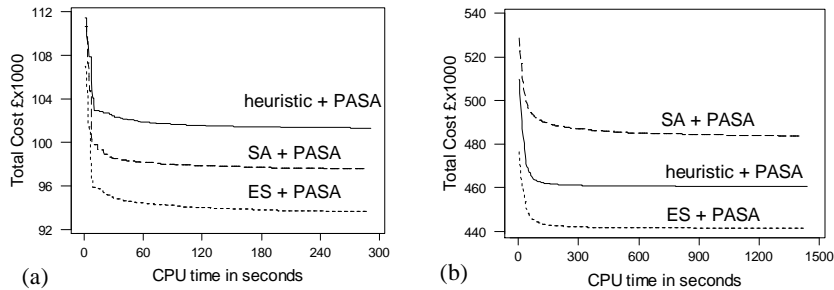 112
108
104
100
96
92
Total Cost £x1000
heuristic + PASA
SA + PASA
ES + PASA
0 60 120 180 240 300
CPU time in seconds
(a)
540
520
500
480
460
440
Total Cost £x1000
SA + PASA
heuristic + PASA
ES + PASA
0 300 600 900 1200 1500
CPU time in seconds
(b)